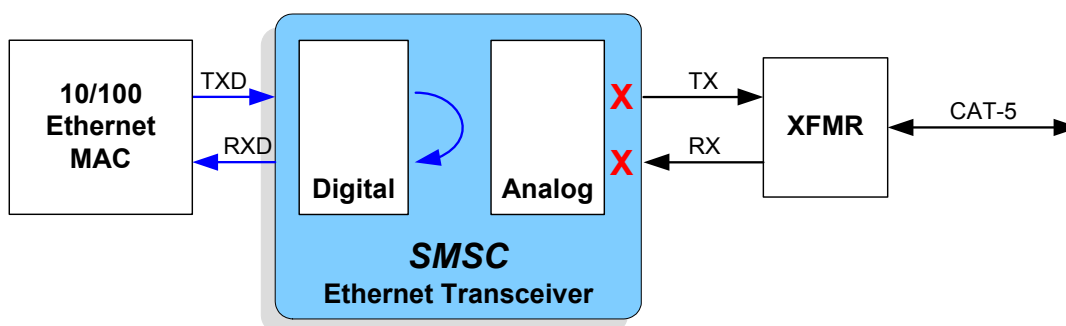 10/100
Ethernet
MAC
TXD
RXD
Digital
Analog
X
X
SMSC
Ethernet Transceiver
TX
RX
XFMR
CAT-5